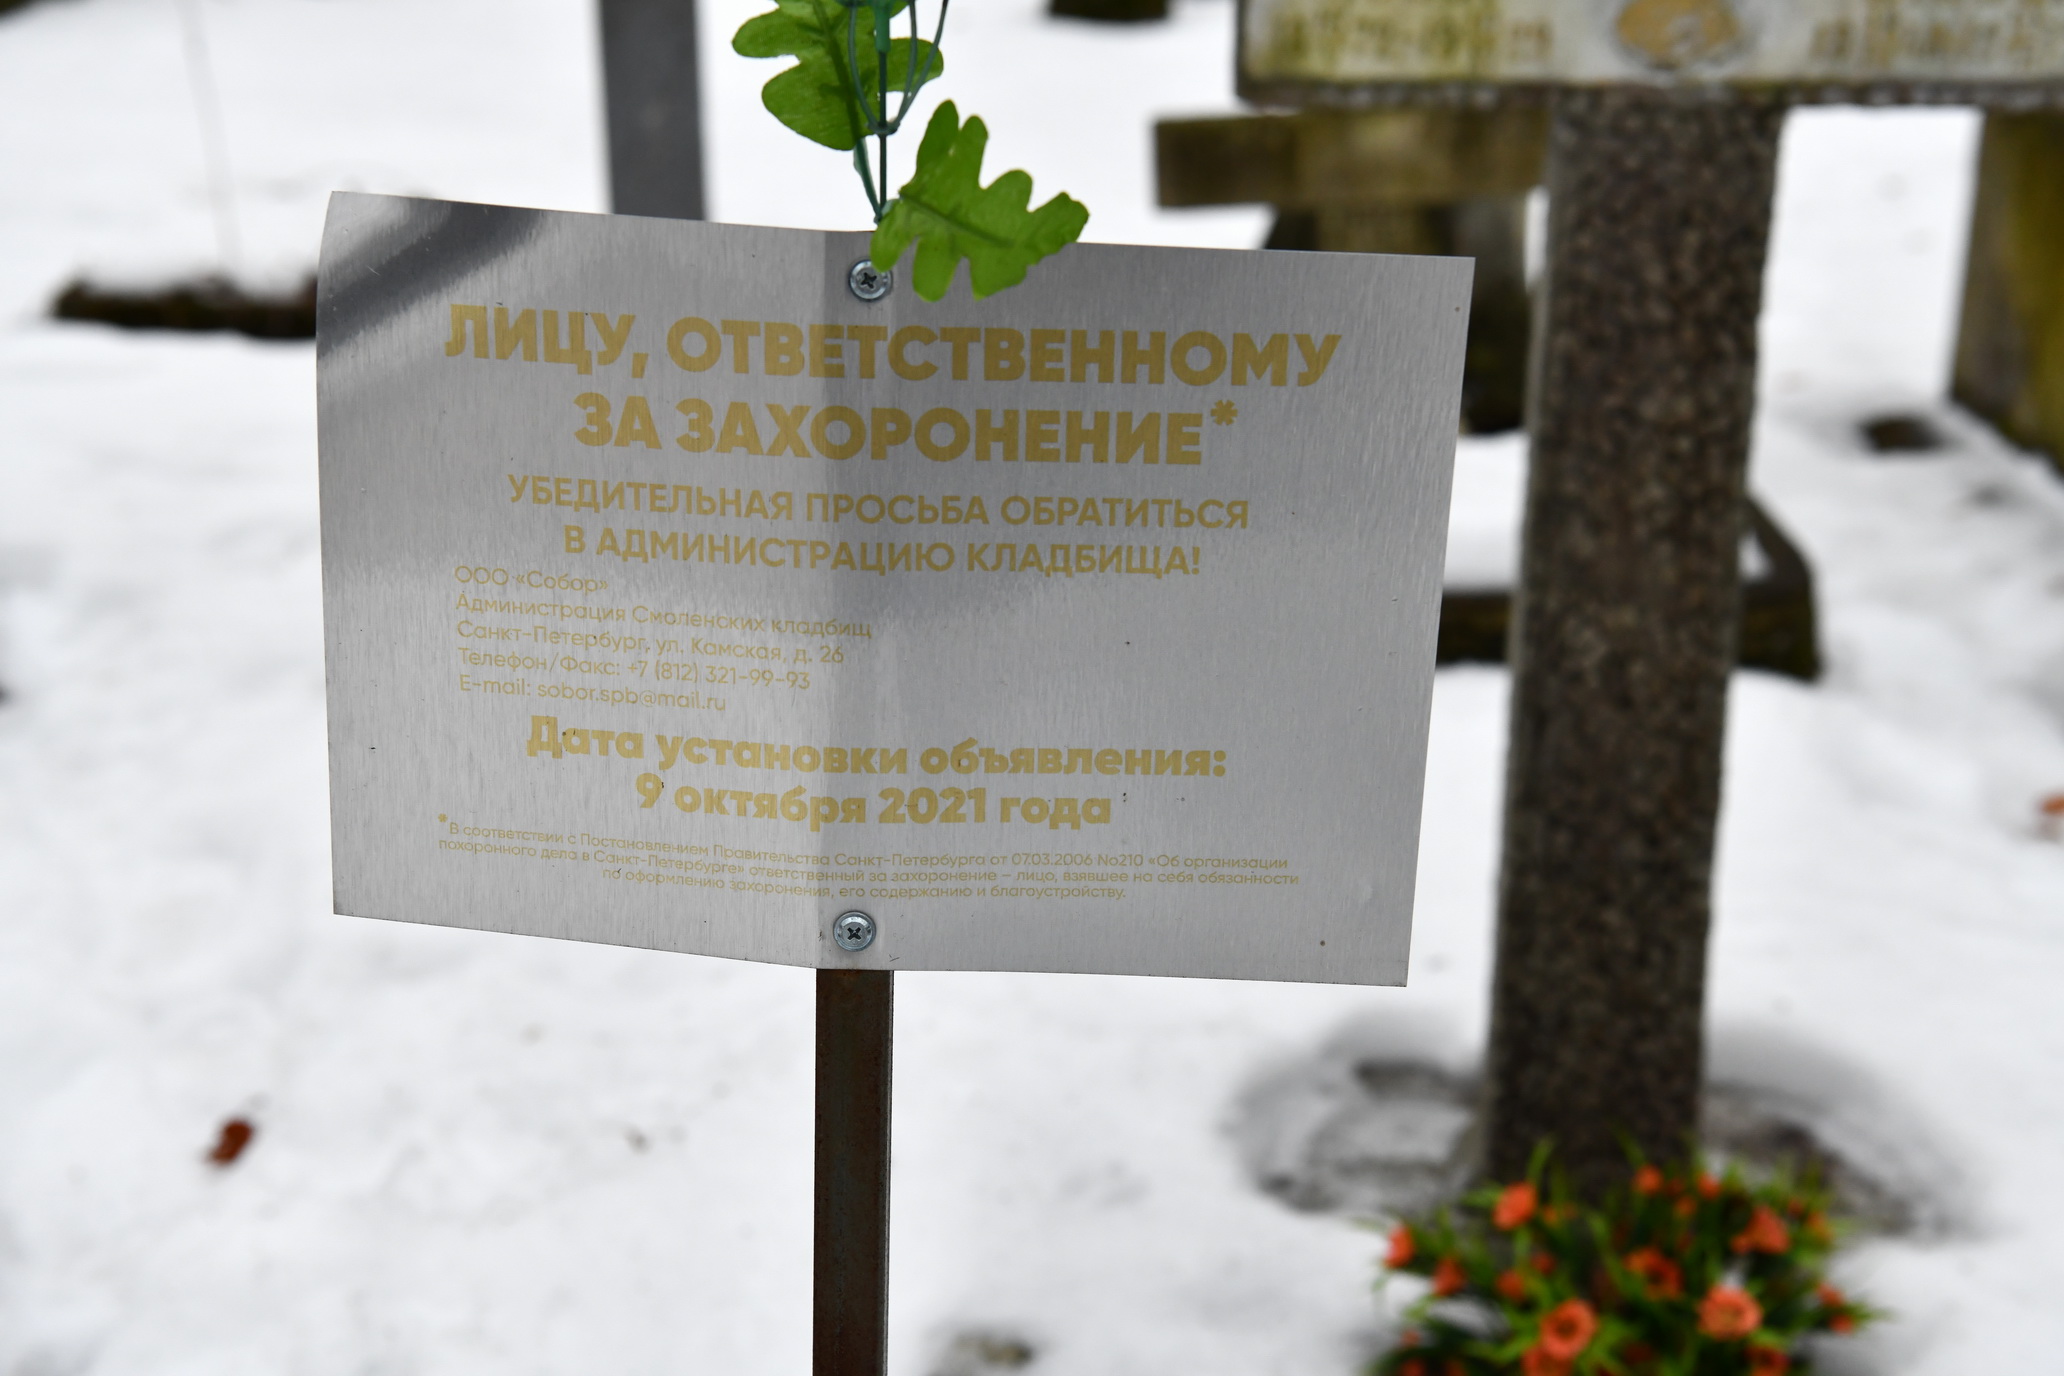 ЛИЦУ, ОТВЕТСТВЕННОМУ
ЗА ЗАХОРОНЕНИЕ*
УБЕДИТЕЛЬНАЯ ПРОСЬБА ОБРАТИТЬСЯ
В АДМИНИСТРАЦИЮ КЛАДБИЩА!
ООО «Собор»
Администрация Смоленских кладбищ
Санкт-Петербург, ул. Камская, д. 26
Телефон/Факс: +7 (812) 321-99-93
E-mail: sobor.spb@mail.ru
Дата установки объявления:
9 октября 2021 года
*В соответствии с Постановлением Правительства Санкт-Петербурга от 07.03.2006 No210 «Об организации
похоронного дела в Санкт-Петербурге» ответственный за захоронение – лицо, взявшее на себя обязанности
по оформлению захоронения, его содержанию и благоустройству.